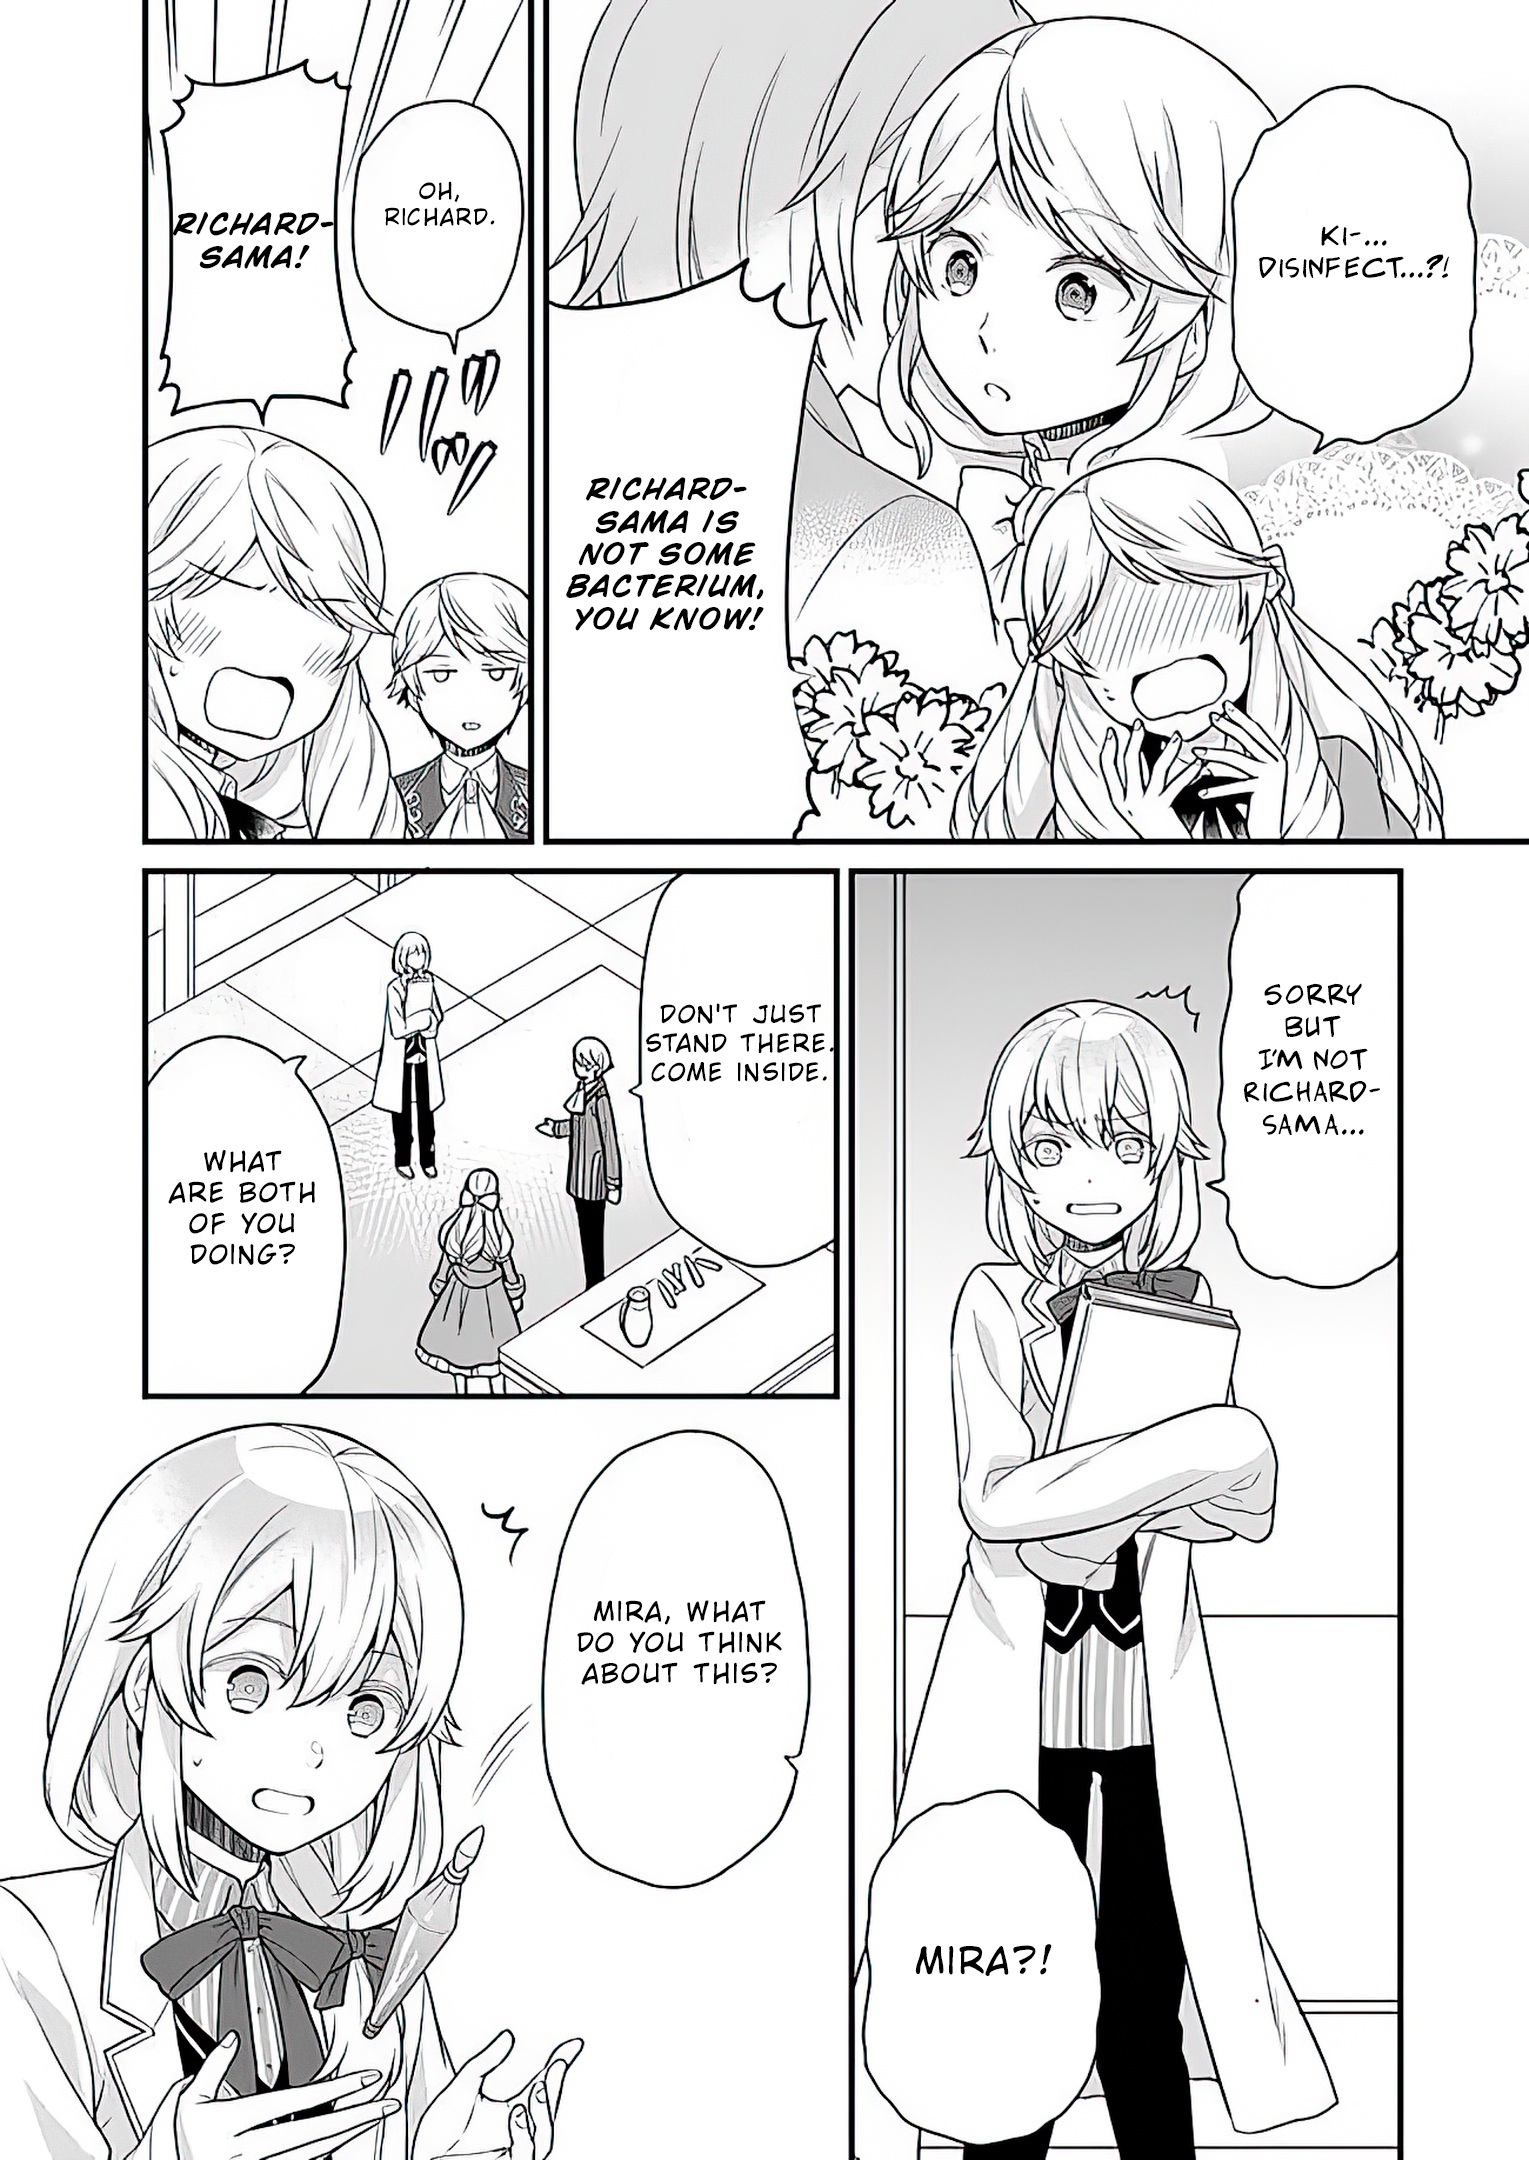 KI-...
DISINFECT...?!
RICHARD-
SAMA IS
NOT SOME
BACTERIUM,
YOU KNOW!
OH,
RICHARD.
RICHARD-
SAMA!
SORRY
BUT
I'M NOT
RICHARD-
SAMA...
MIRA?!
DON'T JUST
STAND THERE.
COME INSIDE.
WHAT
ARE BOTH
OF YOU
DOING?
MIRA, WHAT
DO YOU THINK
ABOUT THIS?